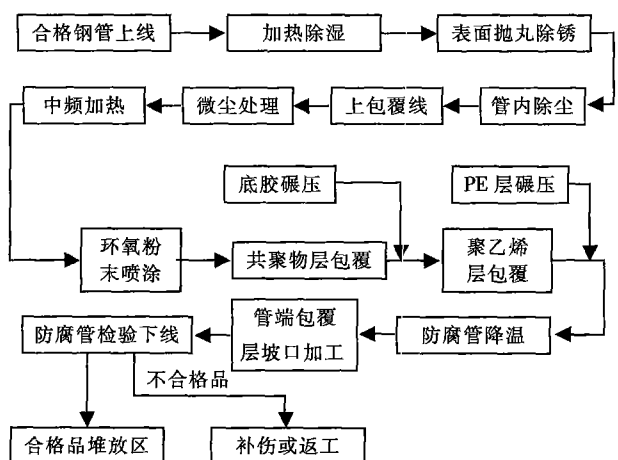 合格钢管上线
加热除湿
表面抛丸除锈
中频加热
微尘处理
上包覆线
管内除尘
底胶碾压
PE 层碾压
环氧粉
末喷涂
共聚物层包覆
聚乙烯
层包覆
防腐管检验下线
管端包覆
层坡口加工
防腐管降温
不合格品
合格品堆放区
补伤或返工